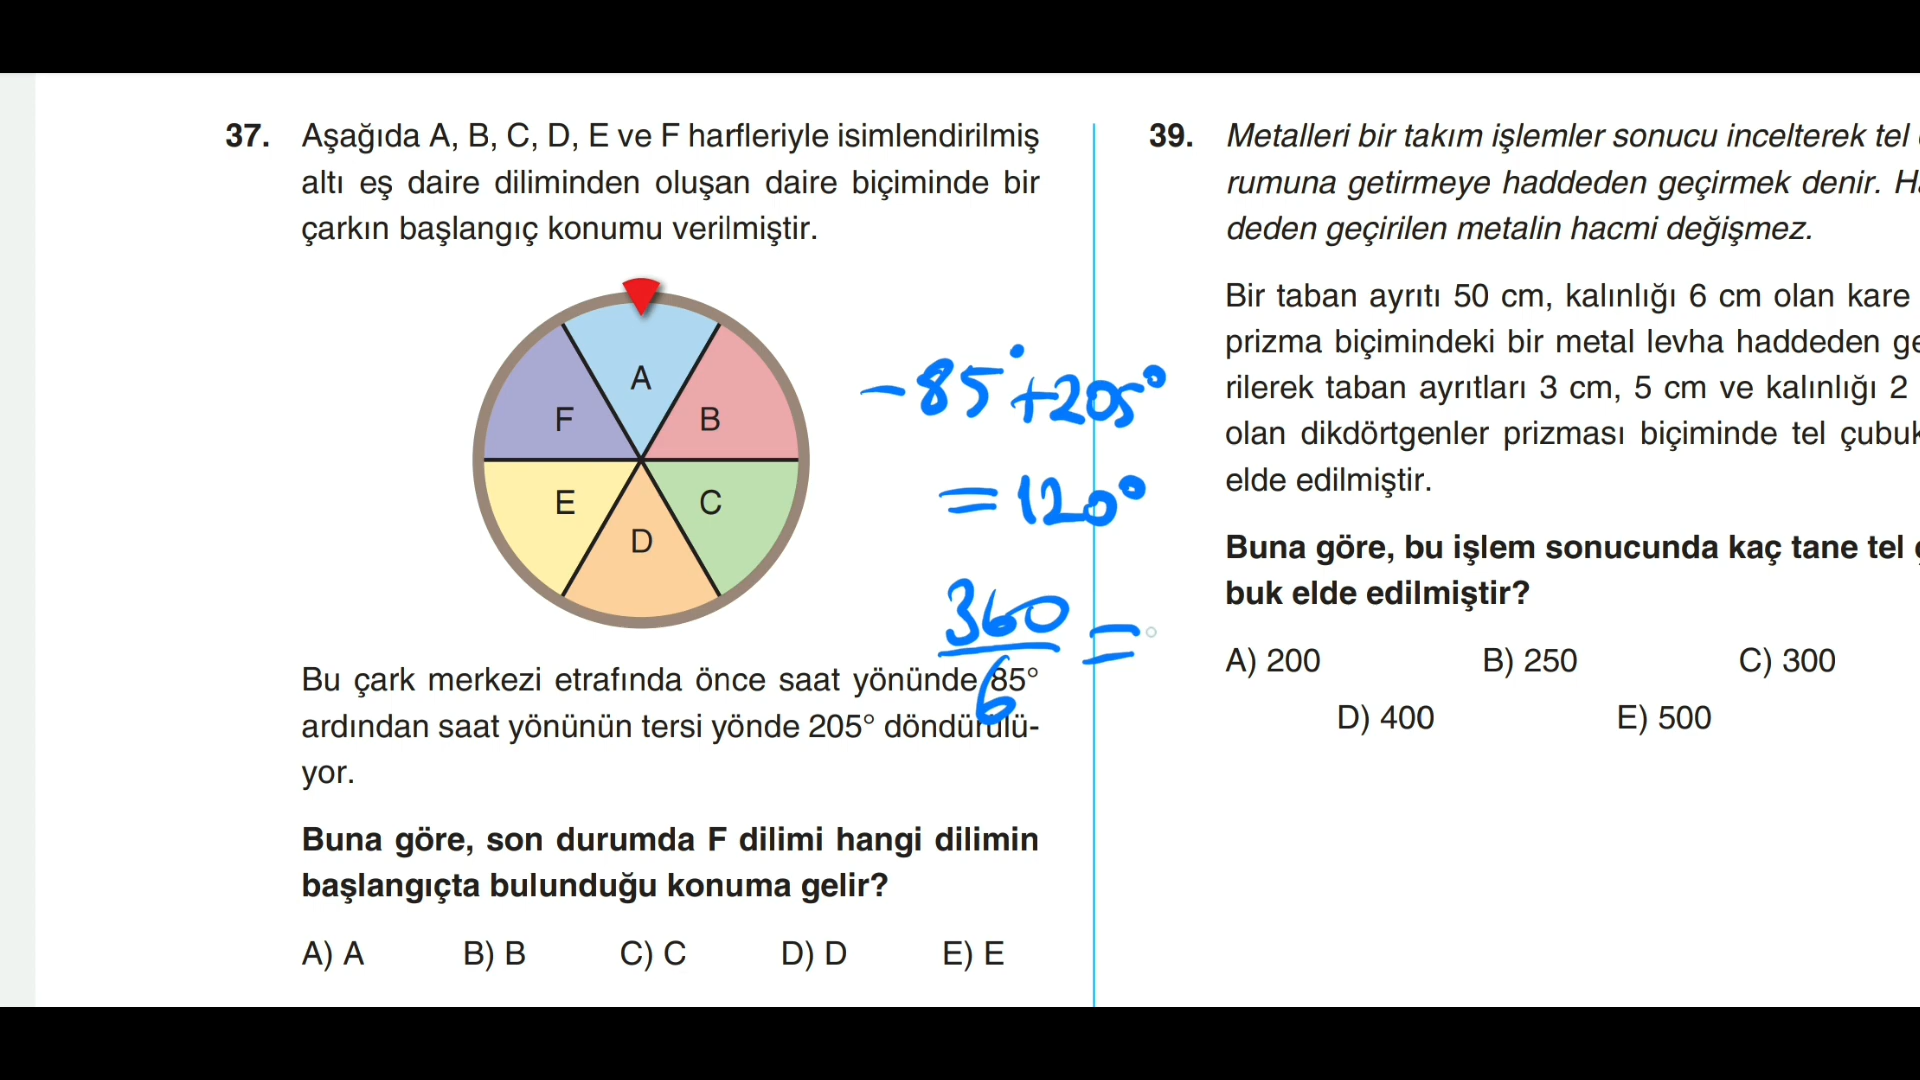 37. Aşağıda A, B, C, D, E ve F harfleriyle isimlendirilmiş
altı eş daire diliminden oluşan daire biçiminde bir
çarkın başlangıç konumu verilmiştir.
A
B
C
D
E
F
-85°+205°
=120°
360
6
=
Bu çark merkezi etrafında önce saat yönünde 85°
ardından saat yönünün tersi yönde 205° döndürülü-
yor.
Buna göre, son durumda F dilimi hangi dilimin
başlangıçta bulunduğu konuma gelir?
A) A B) B C) C D) D E) E
39. Metalleri bir takım işlemler sonucu incelterek tel
rumuna getirmeye haddeden geçirmek denir. Ha
deden geçirilen metalin hacmi değişmez.
Bir taban ayrıtı 50 cm, kalınlığı 6 cm olan kare
prizma biçimindeki bir metal levha haddeden ge
rilerek taban ayrıtları 3 cm, 5 cm ve kalınlığı 2
olan dikdörtgenler prizması biçiminde tel çubuk
elde edilmiştir.
Buna göre, bu işlem sonucunda kaç tane tel ç
buk elde edilmiştir?
A) 200 B) 250 C) 300
D) 400 E) 500